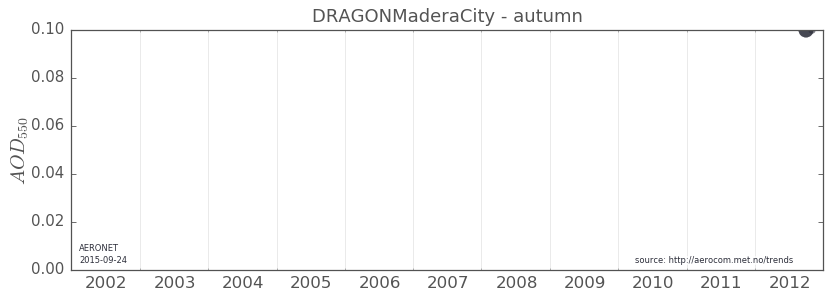 DRAGONMaderaCity - autumn
0.10
0.08
0.06
0.04
0.02
0.00
AOD550
AERONET
2015-09-24
source: http://aerocom.met.no/trends
2002 2003 2004 2005 2006 2007 2008 2009 2010 2011 2012